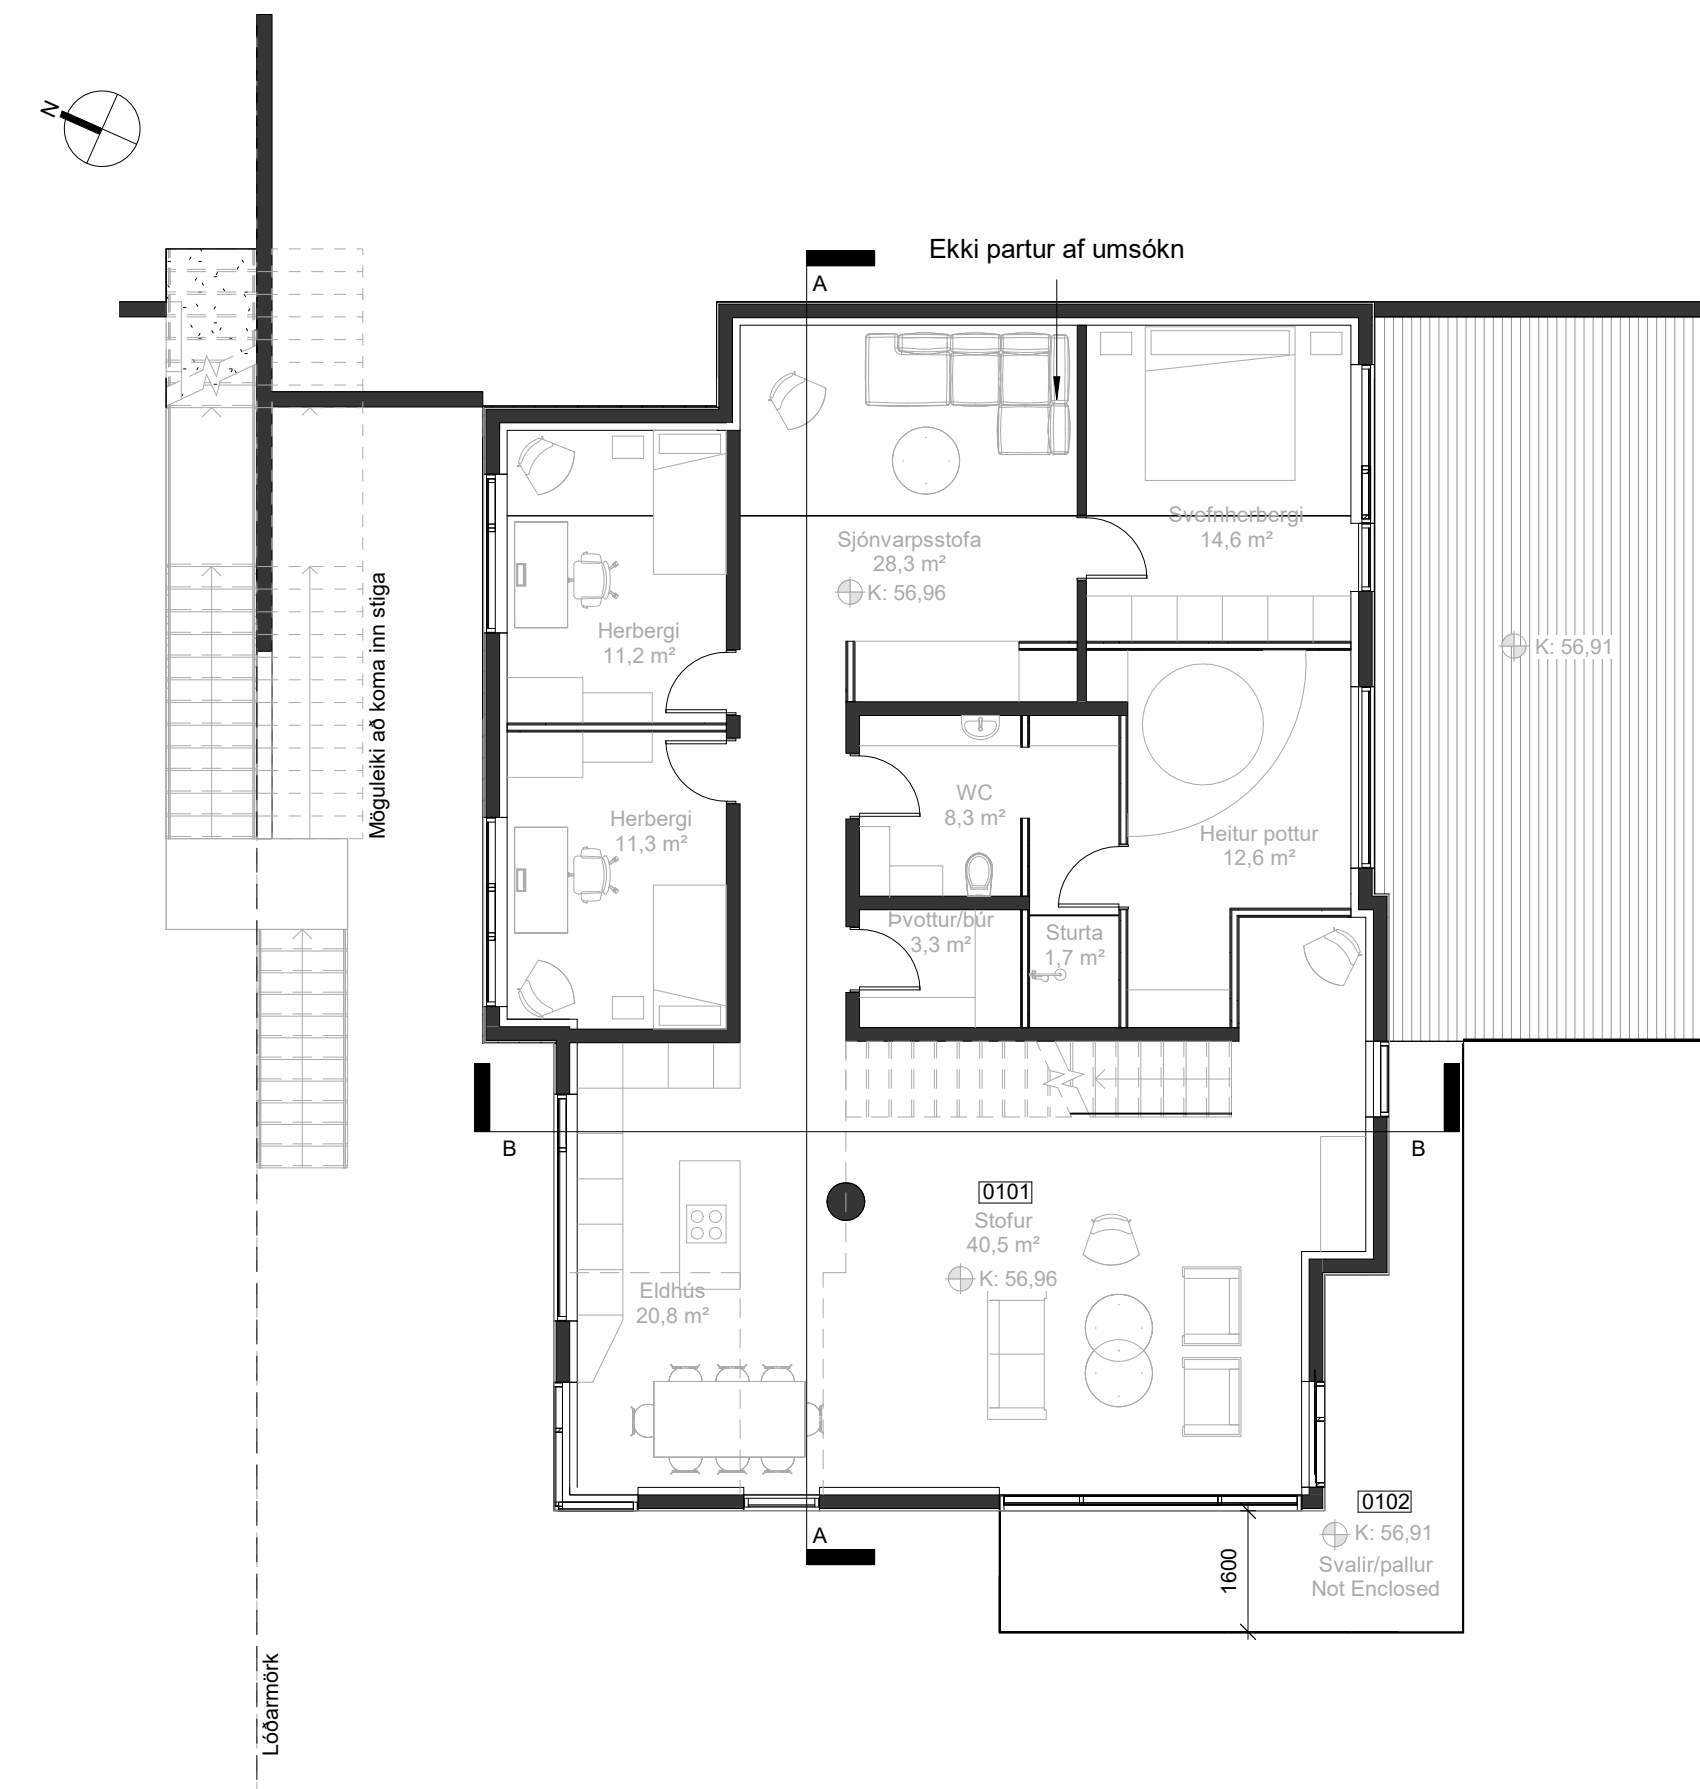 N
Ekki partur af umsókn
A
Svefnherbergi
14,6 m²
Sjónvarpsstofa
28,3 m²
K: 56,96
Herbergi
11,2 m²
K: 56,91
Möguleiki að koma inn stiga
WC
8,3 m²
Herbergi
11,3 m²
Heitur pottur
12,6 m²
Þvottur/búr
3,3 m²
Sturta
1,7 m²
B
B
0101
Stofur
40,5 m²
K: 56,96
Eldhús
20,8 m²
A
0102
K: 56,91
Svalir/pallur
Not Enclosed
1600
Lóðarmörk